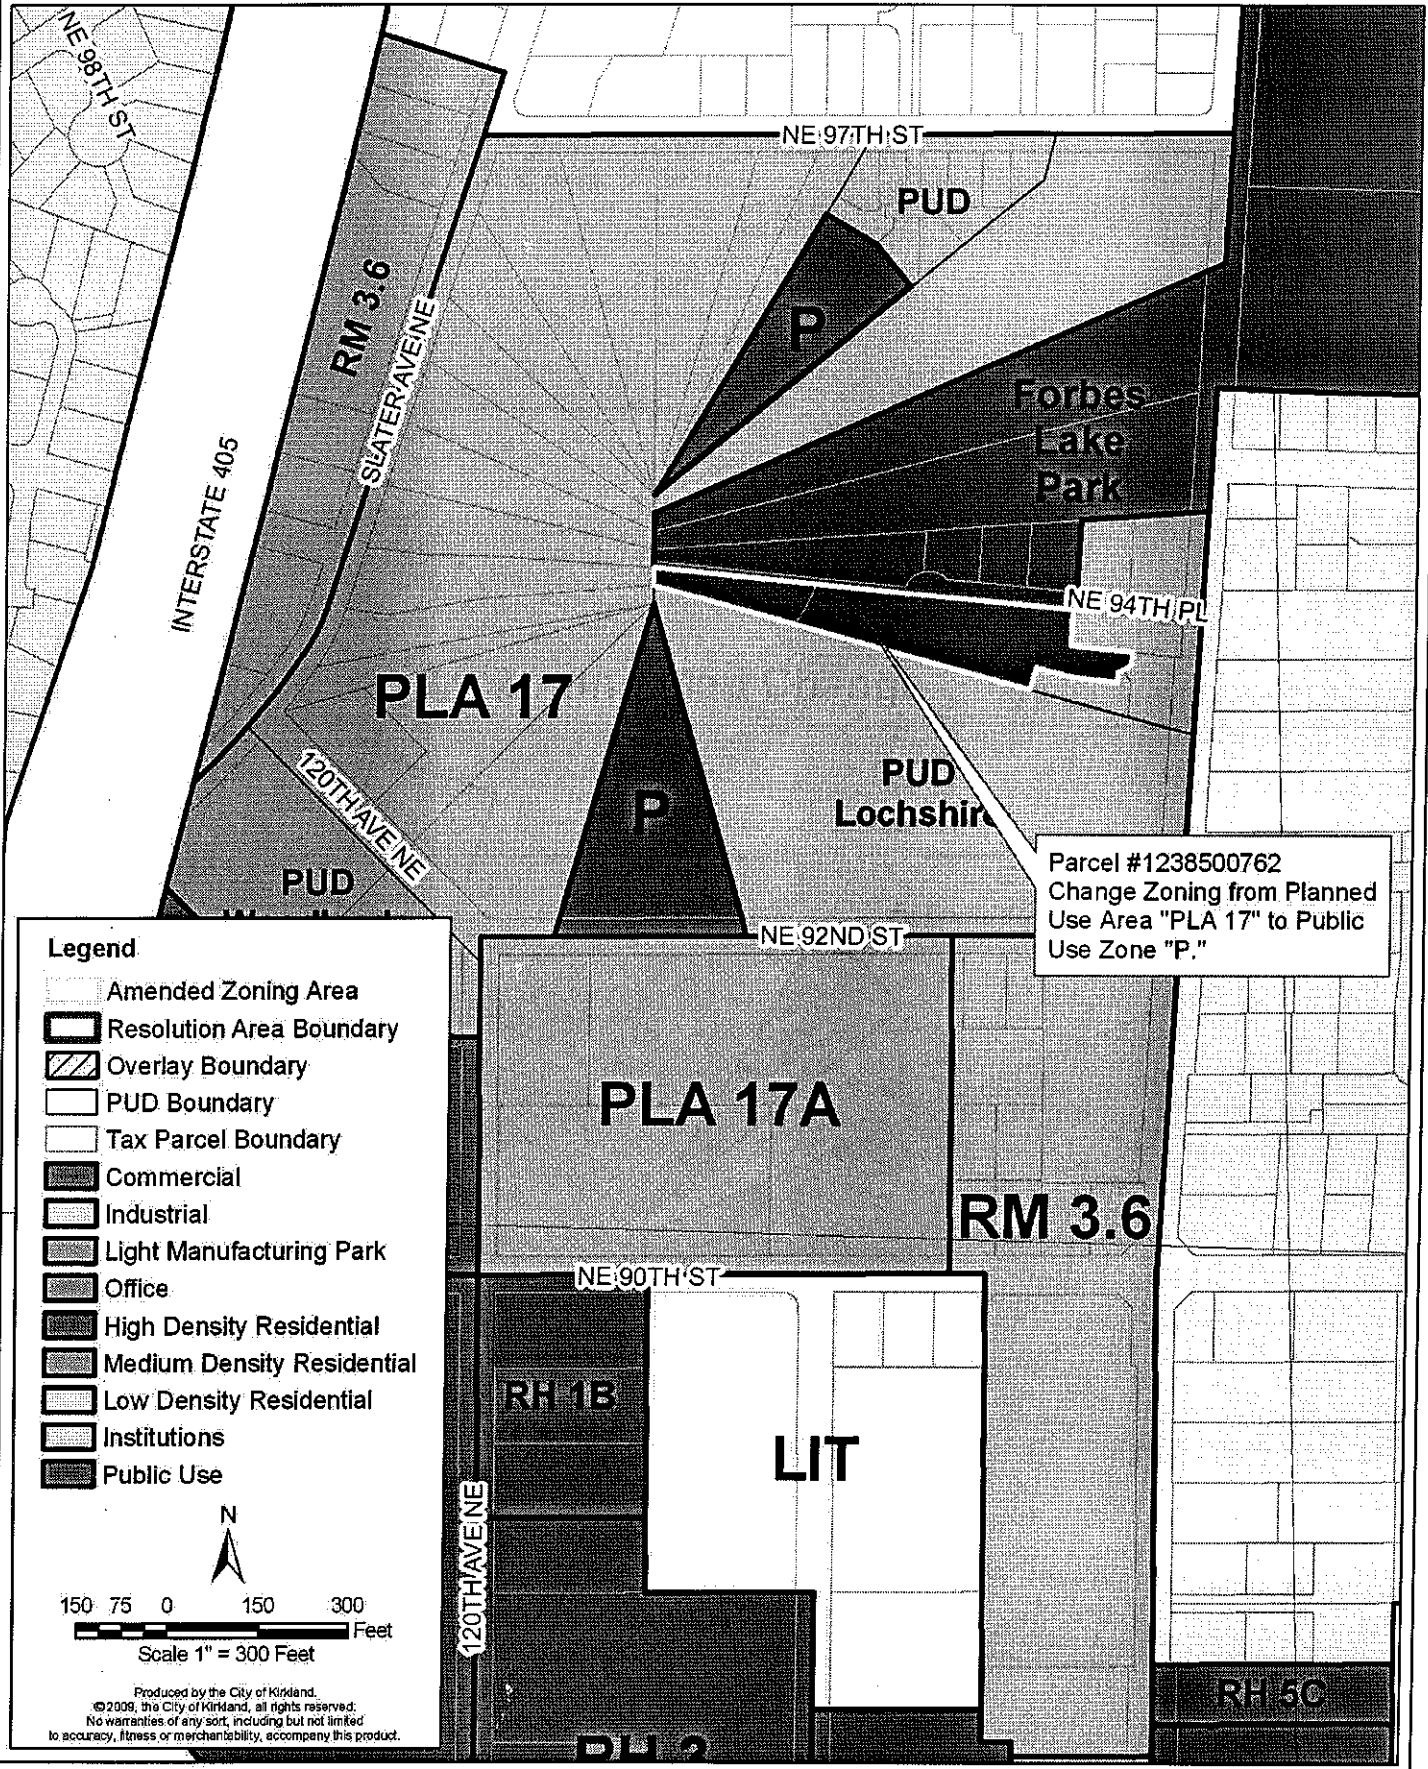 NE 98TH ST
NE 97TH ST
PUD
RM 3.6
P
SLATER AVE NE
Forbes
Lake
Park
INTERSTATE 405
NE 94TH PL
PLA 17
120TH AVE NE
P
PUD
Lochshire
PUD
Parcel #1238500762
Change Zoning from Planned
Use Area "PLA 17" to Public
Use Zone "P."
NE 92ND ST
Legend
Amended Zoning Area
Resolution Area Boundary
Overlay Boundary
PUD Boundary
Tax Parcel Boundary
Commercial
Industrial
Light Manufacturing Park
Office
High Density Residential
Medium Density Residential
Low Density Residential
Institutions
Public Use
N
150 75 0 150 300
Feet
Scale 1" = 300 Feet
Produced by the City of Kirkland.
©2009, the City of Kirkland, all rights reserved.
No warranties of any sort, including but not limited
to accuracy, fitness or merchantability, accompany this product.
PLA 17A
RM 3.6
NE 90TH ST
RH 1B
LIT
120TH AVE NE
RH 5C
RH 3